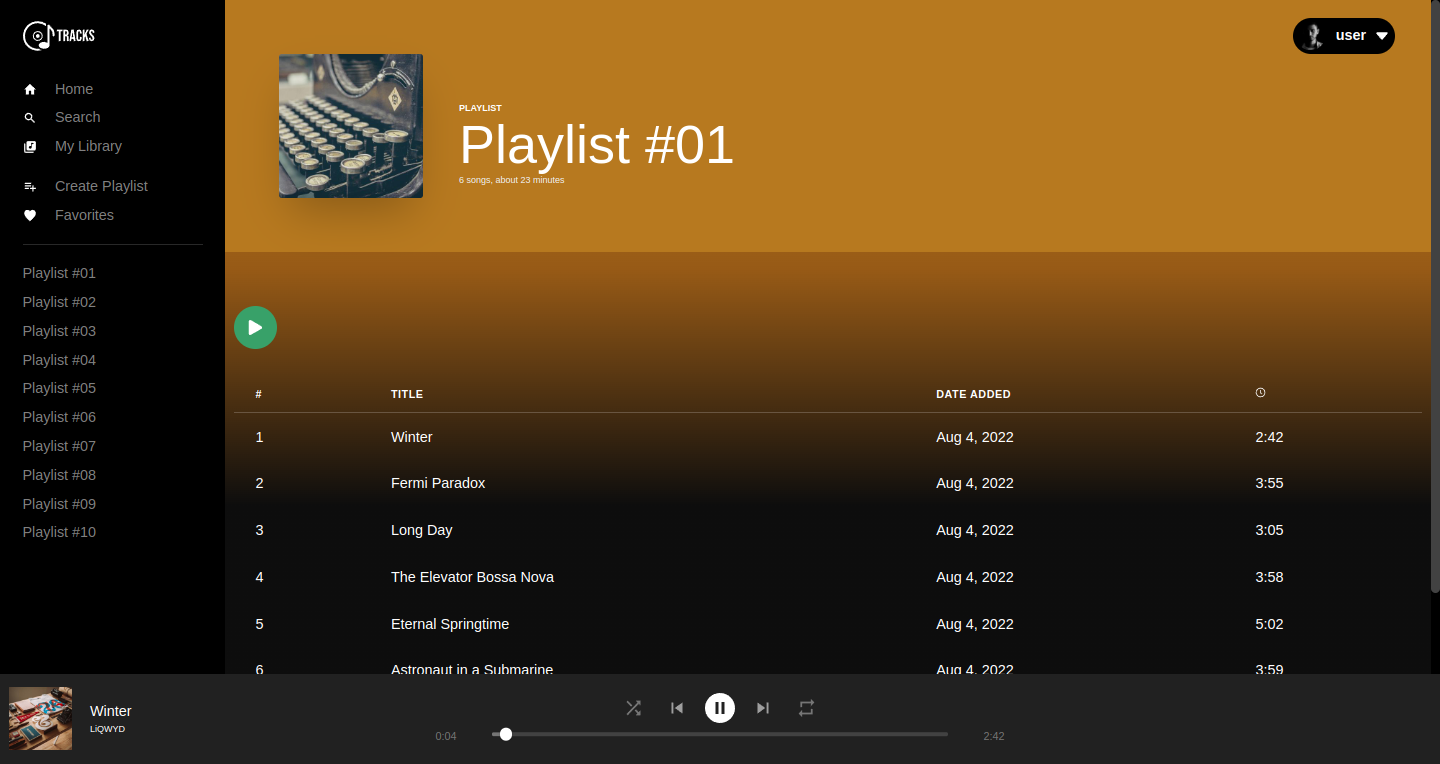 TRACKS
Home
Search
My Library
Create Playlist
Favorites
Playlist #01
Playlist #02
Playlist #03
Playlist #04
Playlist #05
Playlist #06
Playlist #07
Playlist #08
Playlist #09
Playlist #10
user
PLAYLIST
Playlist #01
6 songs, about 23 minutes
# TITLE DATE ADDED
1 Winter Aug 4, 2022 2:42
2 Fermi Paradox Aug 4, 2022 3:55
3 Long Day Aug 4, 2022 3:05
4 The Elevator Bossa Nova Aug 4, 2022 3:58
5 Eternal Springtime Aug 4, 2022 5:02
6 Astronaut in a Submarine Aug 4, 2022 3:59
Winter
LiQWYD
0:04 2:42